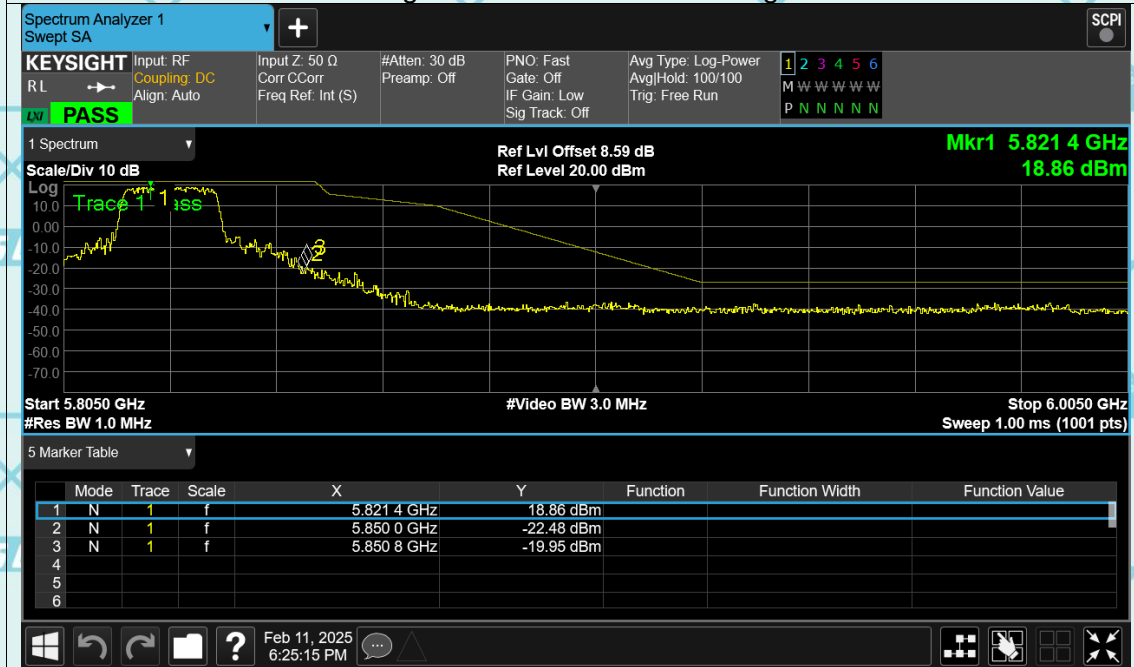 Spectrum Analyzer 1
Swept SA
+
SCPI
KEYSIGHT
RL
LXI PASS
Input: RF
Coupling: DC
Align: Auto
Input Z: 50 Ω
Corr CCorr
Freq Ref: Int (S)
#Atten: 30 dB
Preamp: Off
PNO: Fast
Gate: Off
IF Gain: Low
Sig Track: Off
Avg Type: Log-Power
Avg|Hold: 100/100
Trig: Free Run
1 2 3 4 5 6
M W W W W W
P N N N N N
1 Spectrum
Scale/Div 10 dB
Ref Lvl Offset 8.59 dB
Ref Level 20.00 dBm
Mkr1 5.821 4 GHz
18.86 dBm
Log
Trace 1 ass
1
3
2
10.0
0.00
-10.0
-20.0
-30.0
-40.0
-50.0
-60.0
-70.0
Start 5.8050 GHz
#Res BW 1.0 MHz
#Video BW 3.0 MHz
Stop 6.0050 GHz
Sweep 1.00 ms (1001 pts)
5 Marker Table
Mode Trace Scale X Y Function Function Width Function Value
1 N 1 f 5.821 4 GHz 18.86 dBm
2 N 1 f 5.850 0 GHz -22.48 dBm
3 N 1 f 5.850 8 GHz -19.95 dBm
4
5
6
?
Feb 11, 2025
6:25:15 PM